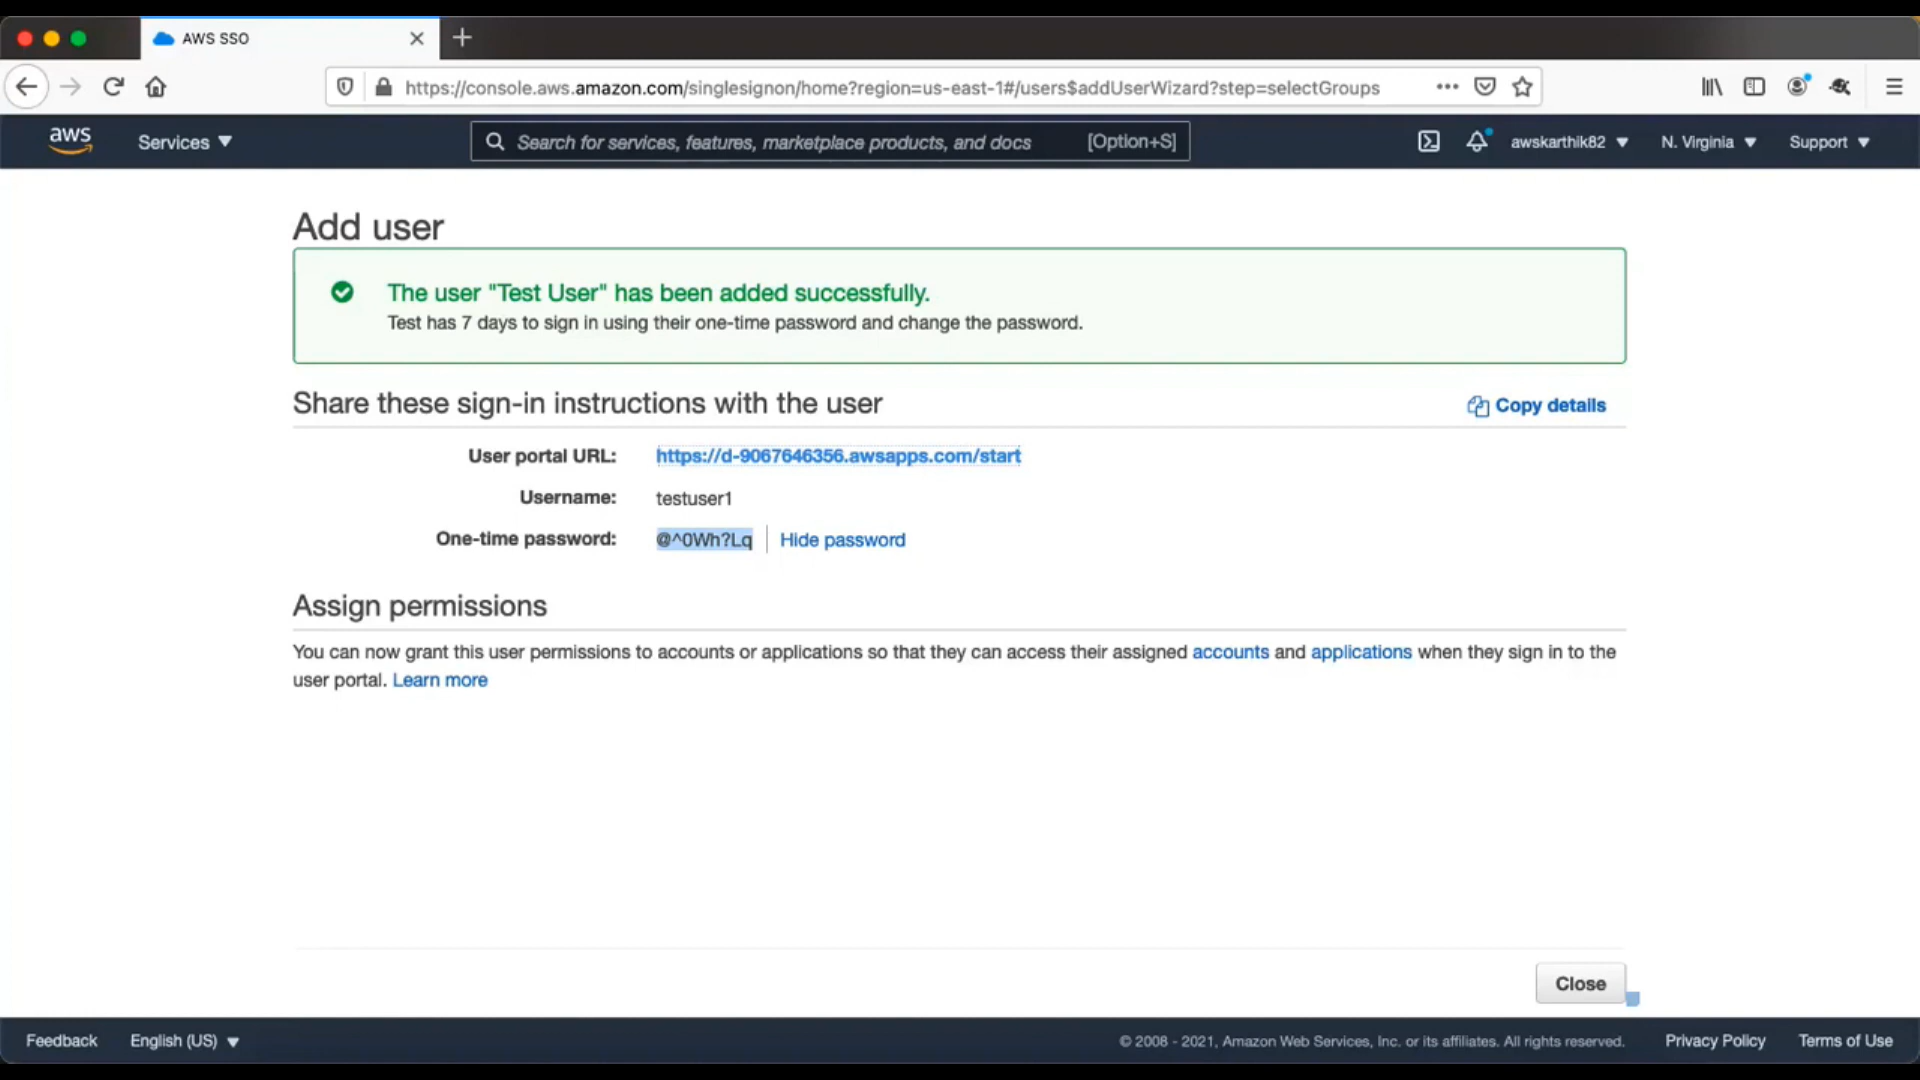 AWS SSO
https://console.aws.amazon.com/singlesignon/home?region=us-east-1#/users$addUserWizard?step=selectGroups
aws
Services
Search for services, features, marketplace products, and docs
[Option+S]
awskarthik82
N. Virginia
Support
Add user
The user "Test User" has been added successfully.
Test has 7 days to sign in using their one-time password and change the password.
Share these sign-in instructions with the user
Copy details
User portal URL: https://d-9067646356.awsapps.com/start
Username: testuser1
One-time password: @^0Wh?Lq Hide password
Assign permissions
You can now grant this user permissions to accounts or applications so that they can access their assigned accounts and applications when they sign in to the
user portal. Learn more
Close
Feedback
English (US)
© 2008 - 2021, Amazon Web Services, Inc. or its affiliates. All rights reserved.
Privacy Policy
Terms of Use